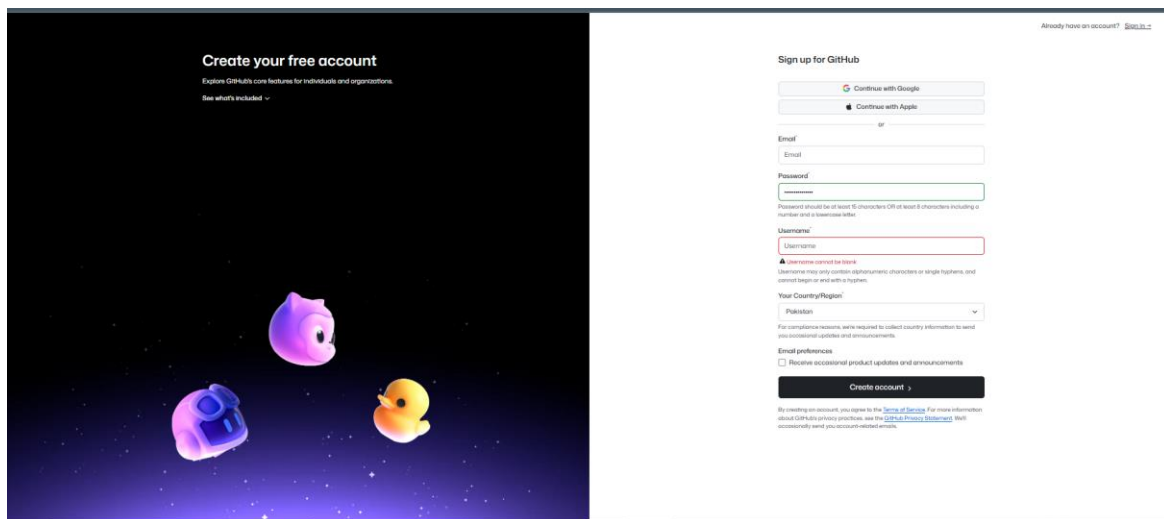 Already have an account? Sign in →
Create your free account
Explore GitHub's core features for individuals and organizations.
See what's included
Sign up for GitHub
Continue with Google
Continue with Apple
or
Email*
Email
Password*
••••••••••••••
Password should be at least 15 characters OR at least 8 characters including a
number and a lowercase letter.
Username*
Username
Username cannot be blank
Username may only contain alphanumeric characters or single hyphens, and
cannot begin or end with a hyphen.
Your Country/Region*
Pakistan
For compliance reasons, we're required to collect country information to send
you occasional updates and announcements.
Email preferences
Receive occasional product updates and announcements
Create account >
By creating an account, you agree to the Terms of Service. For more information
about GitHub's privacy practices, see the GitHub Privacy Statement. We'll
occasionally send you account-related emails.